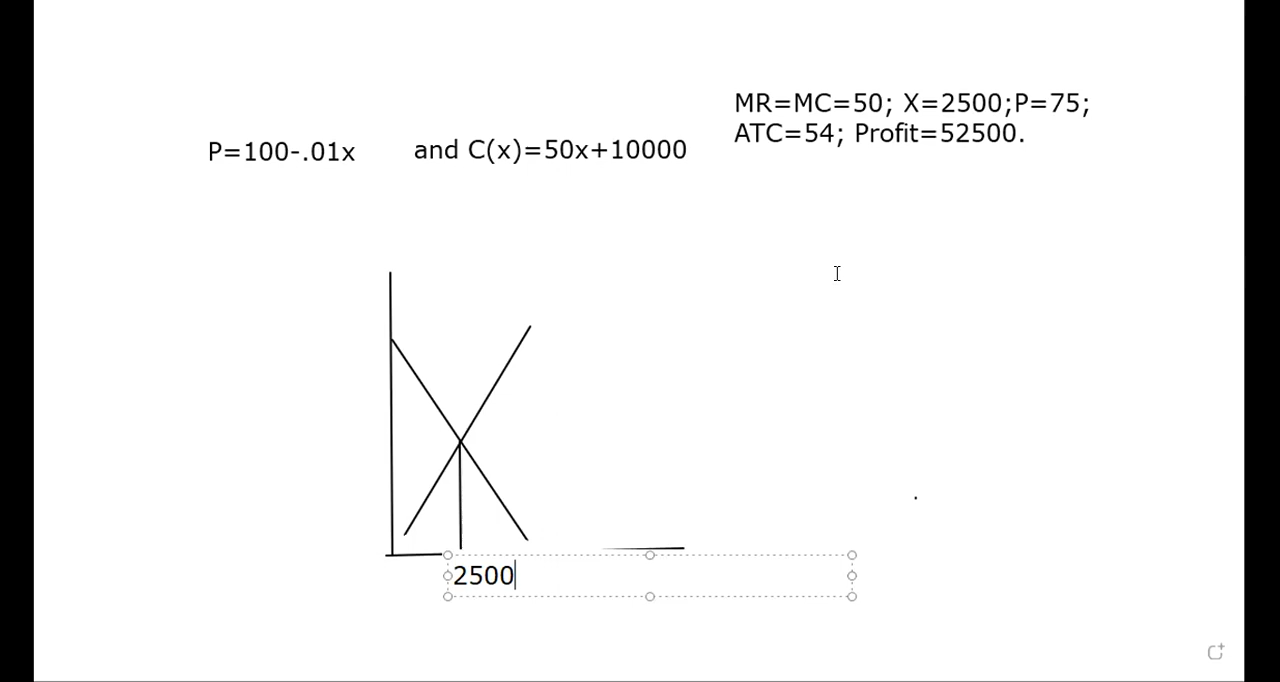 MR=MC=50; X=2500;P=75;
ATC=54; Profit=52500.
P=100-.01x and C(x)=50x+10000
2500